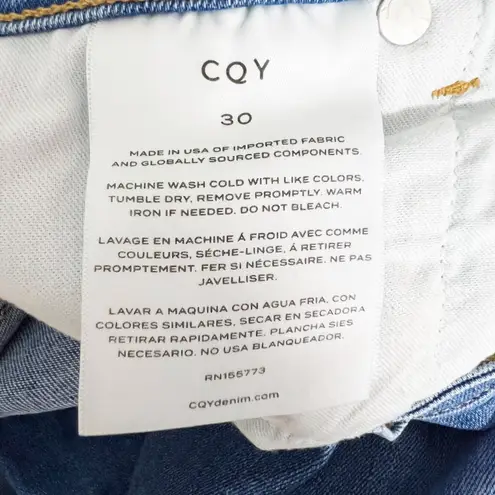 CQY
30
MADE IN USA OF IMPORTED FABRIC
AND GLOBALLY SOURCED COMPONENTS.
MACHINE WASH COLD WITH LIKE COLORS.
TUMBLE DRY, REMOVE PROMPTLY. WARM
IRON IF NEEDED. DO NOT BLEACH.
LAVAGE EN MACHINE Á FROID AVEC COMME
COULEURS, SÉCHE-LINGE, Á RETIRER
PROMPTEMENT. FER SI NÉCESSAIRE. NE PAS
JAVELLISER.
LAVAR A MAQUINA CON AGUA FRIA, CON
COLORES SIMILARES, SECAR EN SECADORA
RETIRAR RAPIDAMENTE. PLANCHA SIES
NECESARIO. NO USA BLANQUEADOR.
RN155773
CQYdenim.com